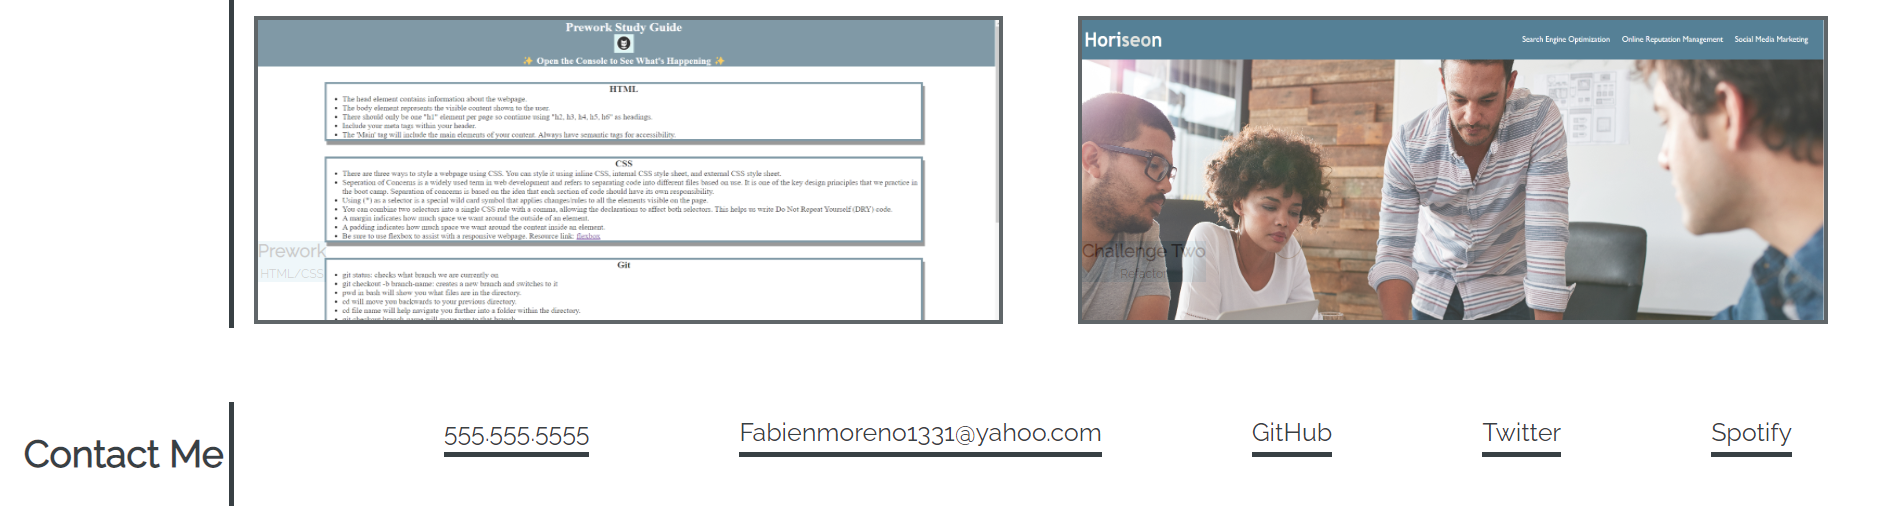 Prework Study Guide
✨ Open the Console to See What's Happening ✨
HTML
• The head element contains information about the webpage.
• The body element represents the visible content shown to the user.
• There should only be one "h1" element per page so continue using "h2, h3, h4, h5, h6" as headings.
• Include your meta tags within your header.
• The 'Main' tag will include the main elements of your content. Always have semantic tags for accessibility.
CSS
• There are three ways to style a webpage using CSS. You can style it using inline CSS, internal CSS style sheet, and external CSS style sheet.
• Seperation of Concerns is a widely used term in web development and refers to separating code into different files based on use. It is one of the key design principles that we practice in
the boot camp. Separation of concerns is based on the idea that each section of code should have its own responsibility.
• Using (*) as a selector is a special wild card symbol that applies changes/rules to all the elements visible on the page.
• You can combine two selectors into a single CSS rule with a comma, allowing the declarations to affect both selectors. This helps us write Do Not Repeat Yourself (DRY) code.
• A margin indicates how much space we want around the outside of an element.
• A padding indicates how much space we want around the content inside an element.
• Be sure to use flexbox to assist with a responsive webpage. Resource link: flexbox
Prework
HTML/CSS
Git
• git status: checks what branch we are currently on
• git checkout -b branch-name: creates a new branch and switches to it
• pwd in bash will show you what files are in the directory.
• cd will move you backwards to your previous directory.
• cd file name will help navigate you further into a folder within the directory.
• git checkout branch-name will move you to that branch
Horiseon
Search Engine Optimization Online Reputation Management Social Media Marketing
Challenge Two
Contact Me
555.555.5555
Fabienmoreno1331@yahoo.com
GitHub
Twitter
Spotify